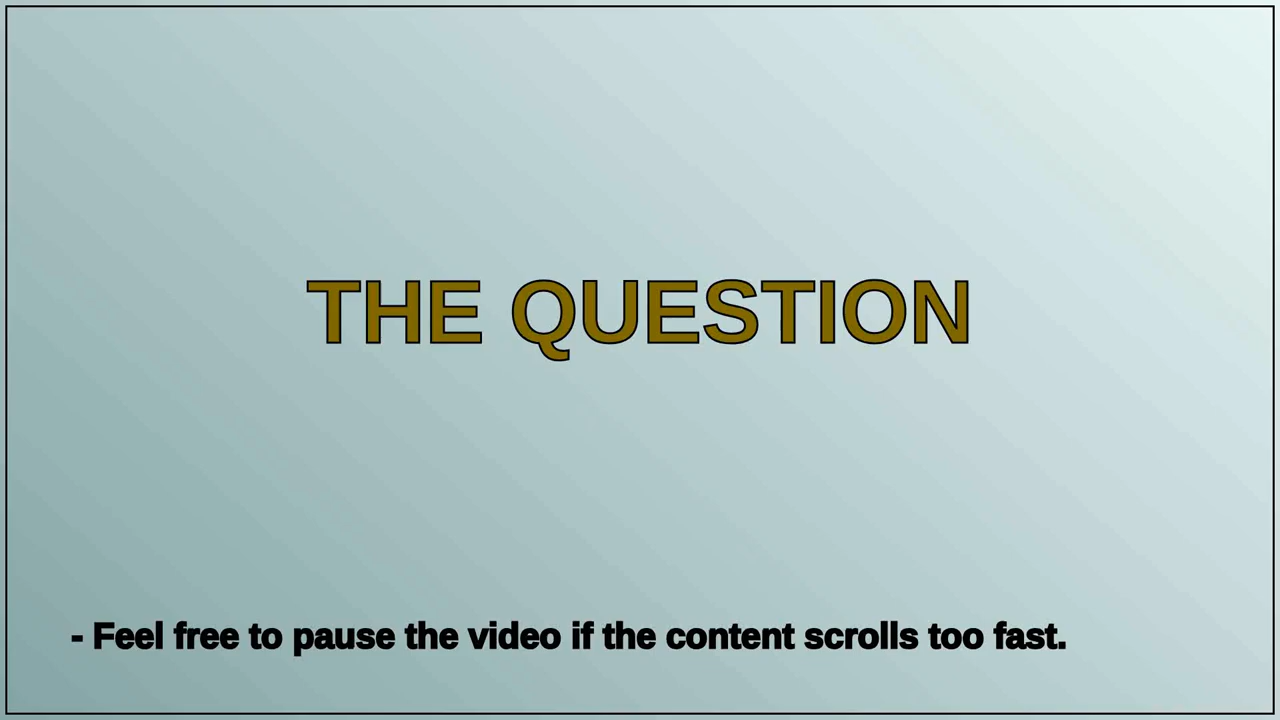 THE QUESTION
- Feel free to pause the video if the content scrolls too fast.